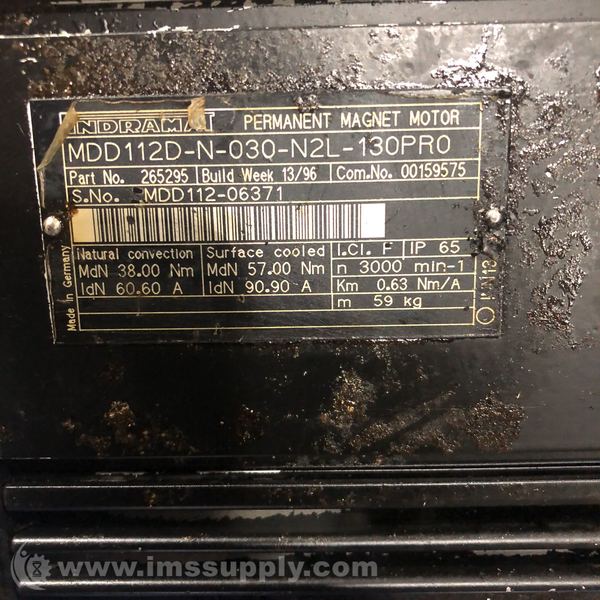 INDRAMAT PERMANENT MAGNET MOTOR
MDD112D-N-030-N2L-130PR0
Part No. 265295 Build Week 13/96 Com.No. 00159575
S.No. MDD112-06371
Made in Germany
Natural convection Surface cooled I.Cl. F IP 65
MdN 38.00 Nm MdN 57.00 Nm n 3000 min-1
IdN 60.60 A IdN 90.90 A Km 0.63 Nm/A
m 59 kg
www.imssupply.com